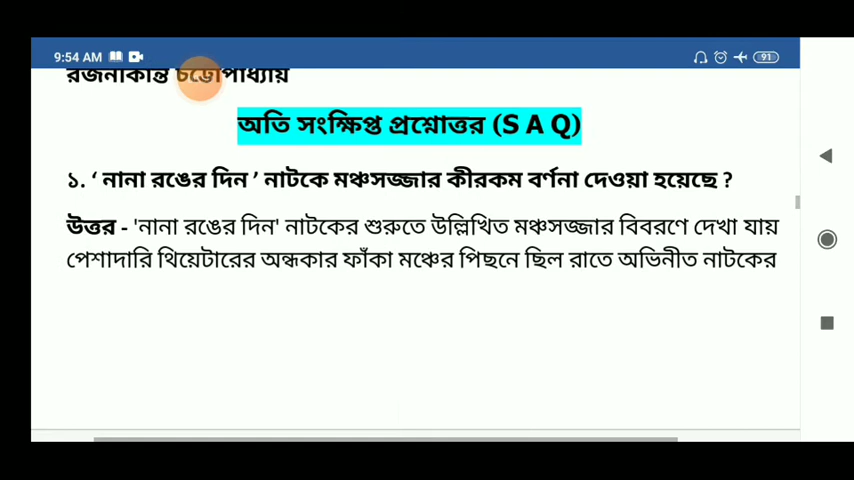 9:54 AM
91
রজনীকান্ত চট্টোপাধ্যায়
অতি সংক্ষিপ্ত প্রশ্নোত্তর (S A Q)
১. ‘ নানা রঙের দিন ’ নাটকে মঞ্চসজ্জার কীরকম বর্ণনা দেওয়া হয়েছে ?
উত্তর - 'নানা রঙের দিন' নাটকের শুরুতে উল্লিখিত মঞ্চসজ্জার বিবরণে দেখা যায়
পেশাদারি থিয়েটারের অন্ধকার ফাঁকা মঞ্চের পিছনে ছিল রাতে অভিনীত নাটকের